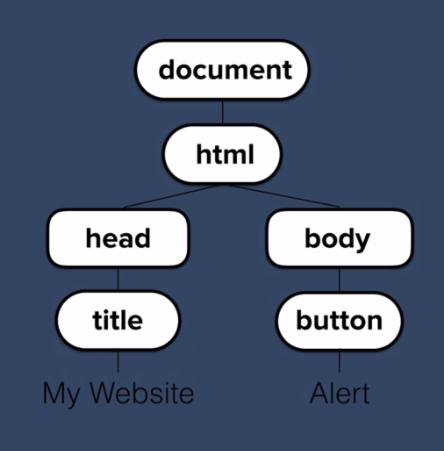 document
html
head
body
title
button
My Website
Alert